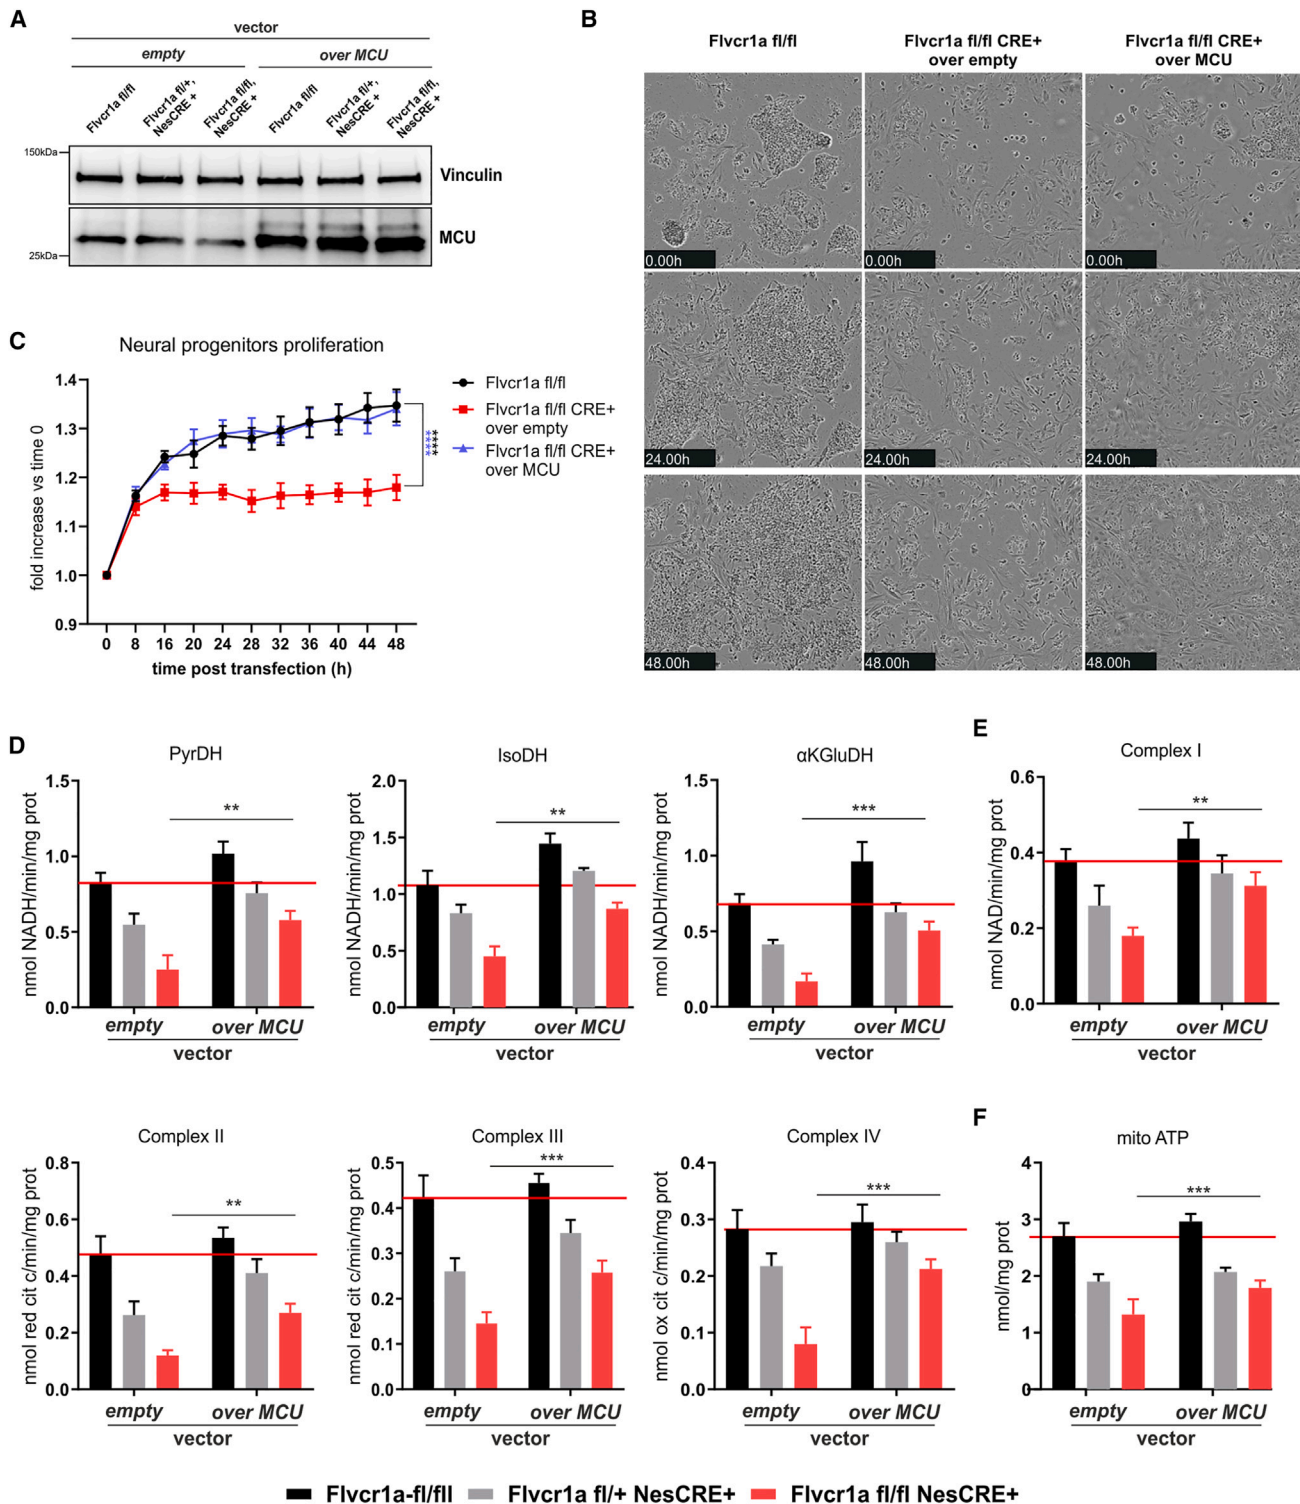 A
vector
empty
over MCU
Flvcr1a fl/fl
Flvcr1a fl/+,
NesCRE +
Flvcr1a fl/fl,
NesCRE +
Flvcr1a fl/fl
Flvcr1a fl/+,
NesCRE +
Flvcr1a fl/fl,
NesCRE +
150kDa
Vinculin
MCU
25kDa
B
Flvcr1a fl/fl
Flvcr1a fl/fl CRE+
over empty
Flvcr1a fl/fl CRE+
over MCU
0.00h
0.00h
0.00h
24.00h
24.00h
24.00h
48.00h
48.00h
48.00h
C
Neural progenitors proliferation
fold increase vs time 0
1.4
1.3
1.2
1.1
1.0
0.9
0 8 16 20 24 28 32 36 40 44 48
time post transfection (h)
****
****
Flvcr1a fl/fl
Flvcr1a fl/fl CRE+
over empty
Flvcr1a fl/fl CRE+
over MCU
D
PyrDH
nmol NADH/min/mg prot
1.5
1.0
0.5
0.0
**
empty over MCU
vector
IsoDH
nmol NADH/min/mg prot
2.0
1.5
1.0
0.5
0.0
**
empty over MCU
vector
αKGluDH
nmol NADH/min/mg prot
1.5
1.0
0.5
0.0
***
empty over MCU
vector
E
Complex I
nmol NAD/min/mg prot
0.6
0.4
0.2
0.0
**
empty over MCU
vector
Complex II
nmol red cit c/min/mg prot
0.8
0.6
0.4
0.2
0.0
**
empty over MCU
vector
Complex III
nmol red cit c/min/mg prot
0.5
0.4
0.3
0.2
0.1
0.0
***
empty over MCU
vector
Complex IV
nmol ox cit c/min/mg prot
0.4
0.3
0.2
0.1
0.0
***
empty over MCU
vector
F
mito ATP
nmol/mg prot
4
3
2
1
0
***
empty over MCU
vector
Flvcr1a-fl/fll
Flvcr1a fl/+ NesCRE+
Flvcr1a fl/fl NesCRE+